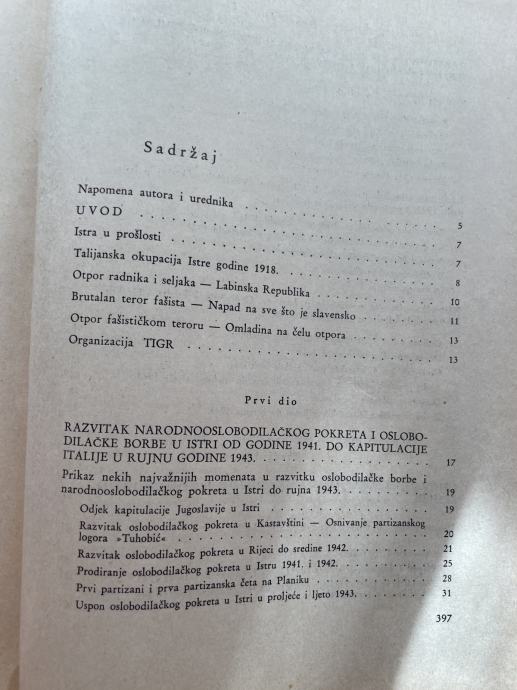 Sadržaj
Napomena autora i urednika . . . . . . . . . . . . . . . . 5
UVOD . . . . . . . . . . . . . . . . . . . . . . . . 7
Istra u prošlosti . . . . . . . . . . . . . . . . . . . . . 7
Talijanska okupacija Istre godine 1918. . . . . . . . . . . . . 8
Otpor radnika i seljaka — Labinska Republika . . . . . . . . . . 10
Brutalan teror fašista — Napad na sve što je slavensko . . . . . . 11
Otpor fašističkom teroru — Omladina na čelu otpora . . . . . . . 13
Organizacija TIGR . . . . . . . . . . . . . . . . . . . . 13
Prvi dio
RAZVITAK NARODNOOSLOBODILAČKOG POKRETA I OSLOBO-
DILAČKE BORBE U ISTRI OD GODINE 1941. DO KAPITULACIJE
ITALIJE U RUJNU GODINE 1943. . . . . . . . . . . . . . . . 17
Prikaz nekih najvažnijih momenata u razvitku oslobodilačke borbe i
narodnooslobodilačkog pokreta u Istri do rujna 1943. . . . . . . . 19
Odjek kapitulacije Jugoslavije u Istri . . . . . . . . . . . . . 19
Razvitak oslobodilačkog pokreta u Kastavštini — Osnivanje partizanskog
logora »Tuhobić« . . . . . . . . . . . . . . . . . . . . 20
Razvitak oslobodilačkog pokreta u Rijeci do sredine 1942. . . . . . 21
Prodiranje oslobodilačkog pokreta u Istru 1941. i 1942. . . . . . . 25
Prvi partizani i prva partizanska četa na Planiku . . . . . . . . . 28
Uspon oslobodilačkog pokreta u Istri u proljeće i ljeto 1943. . . . . . 31
397